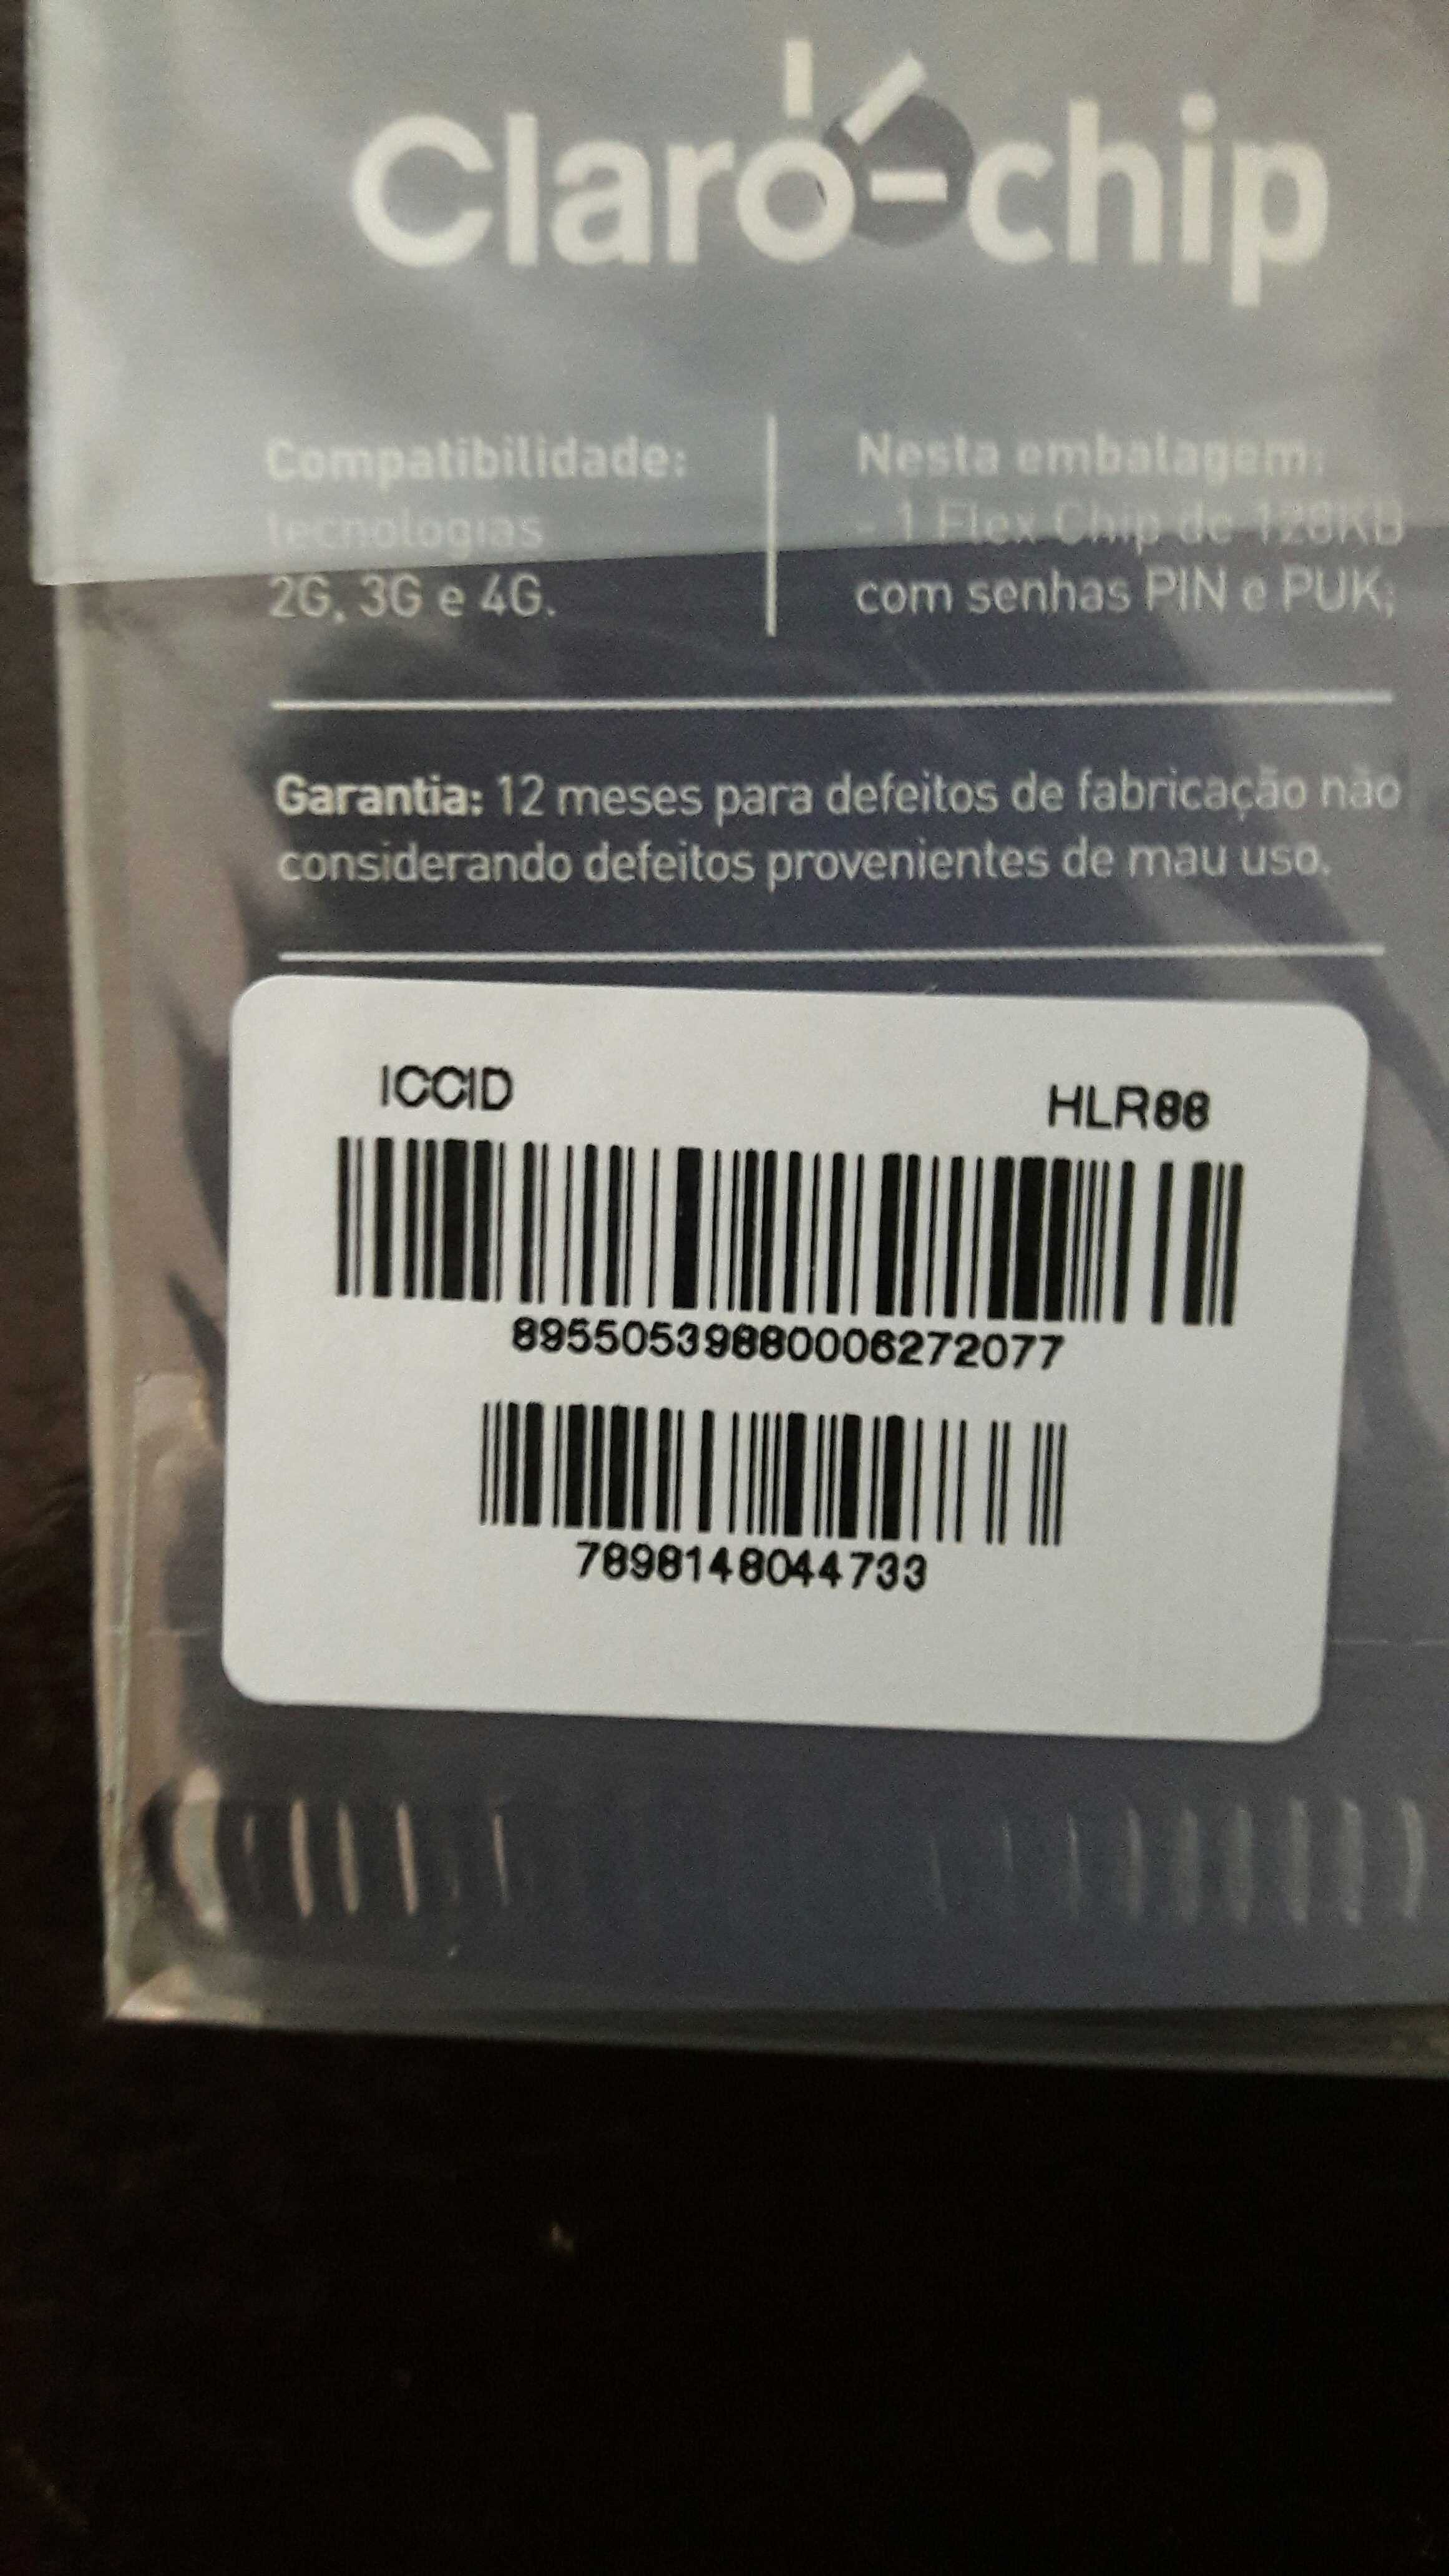 Claro-chip
Compatibilidade:
tecnologias
2G, 3G e 4G.
Nesta embalagem:
- 1 Flex Chip de 128KB
com senhas PIN e PUK;
Garantia: 12 meses para defeitos de fabricação não
considerando defeitos provenientes de mau uso.
ICCID
HLR88
89550539880006272077
7898148044733